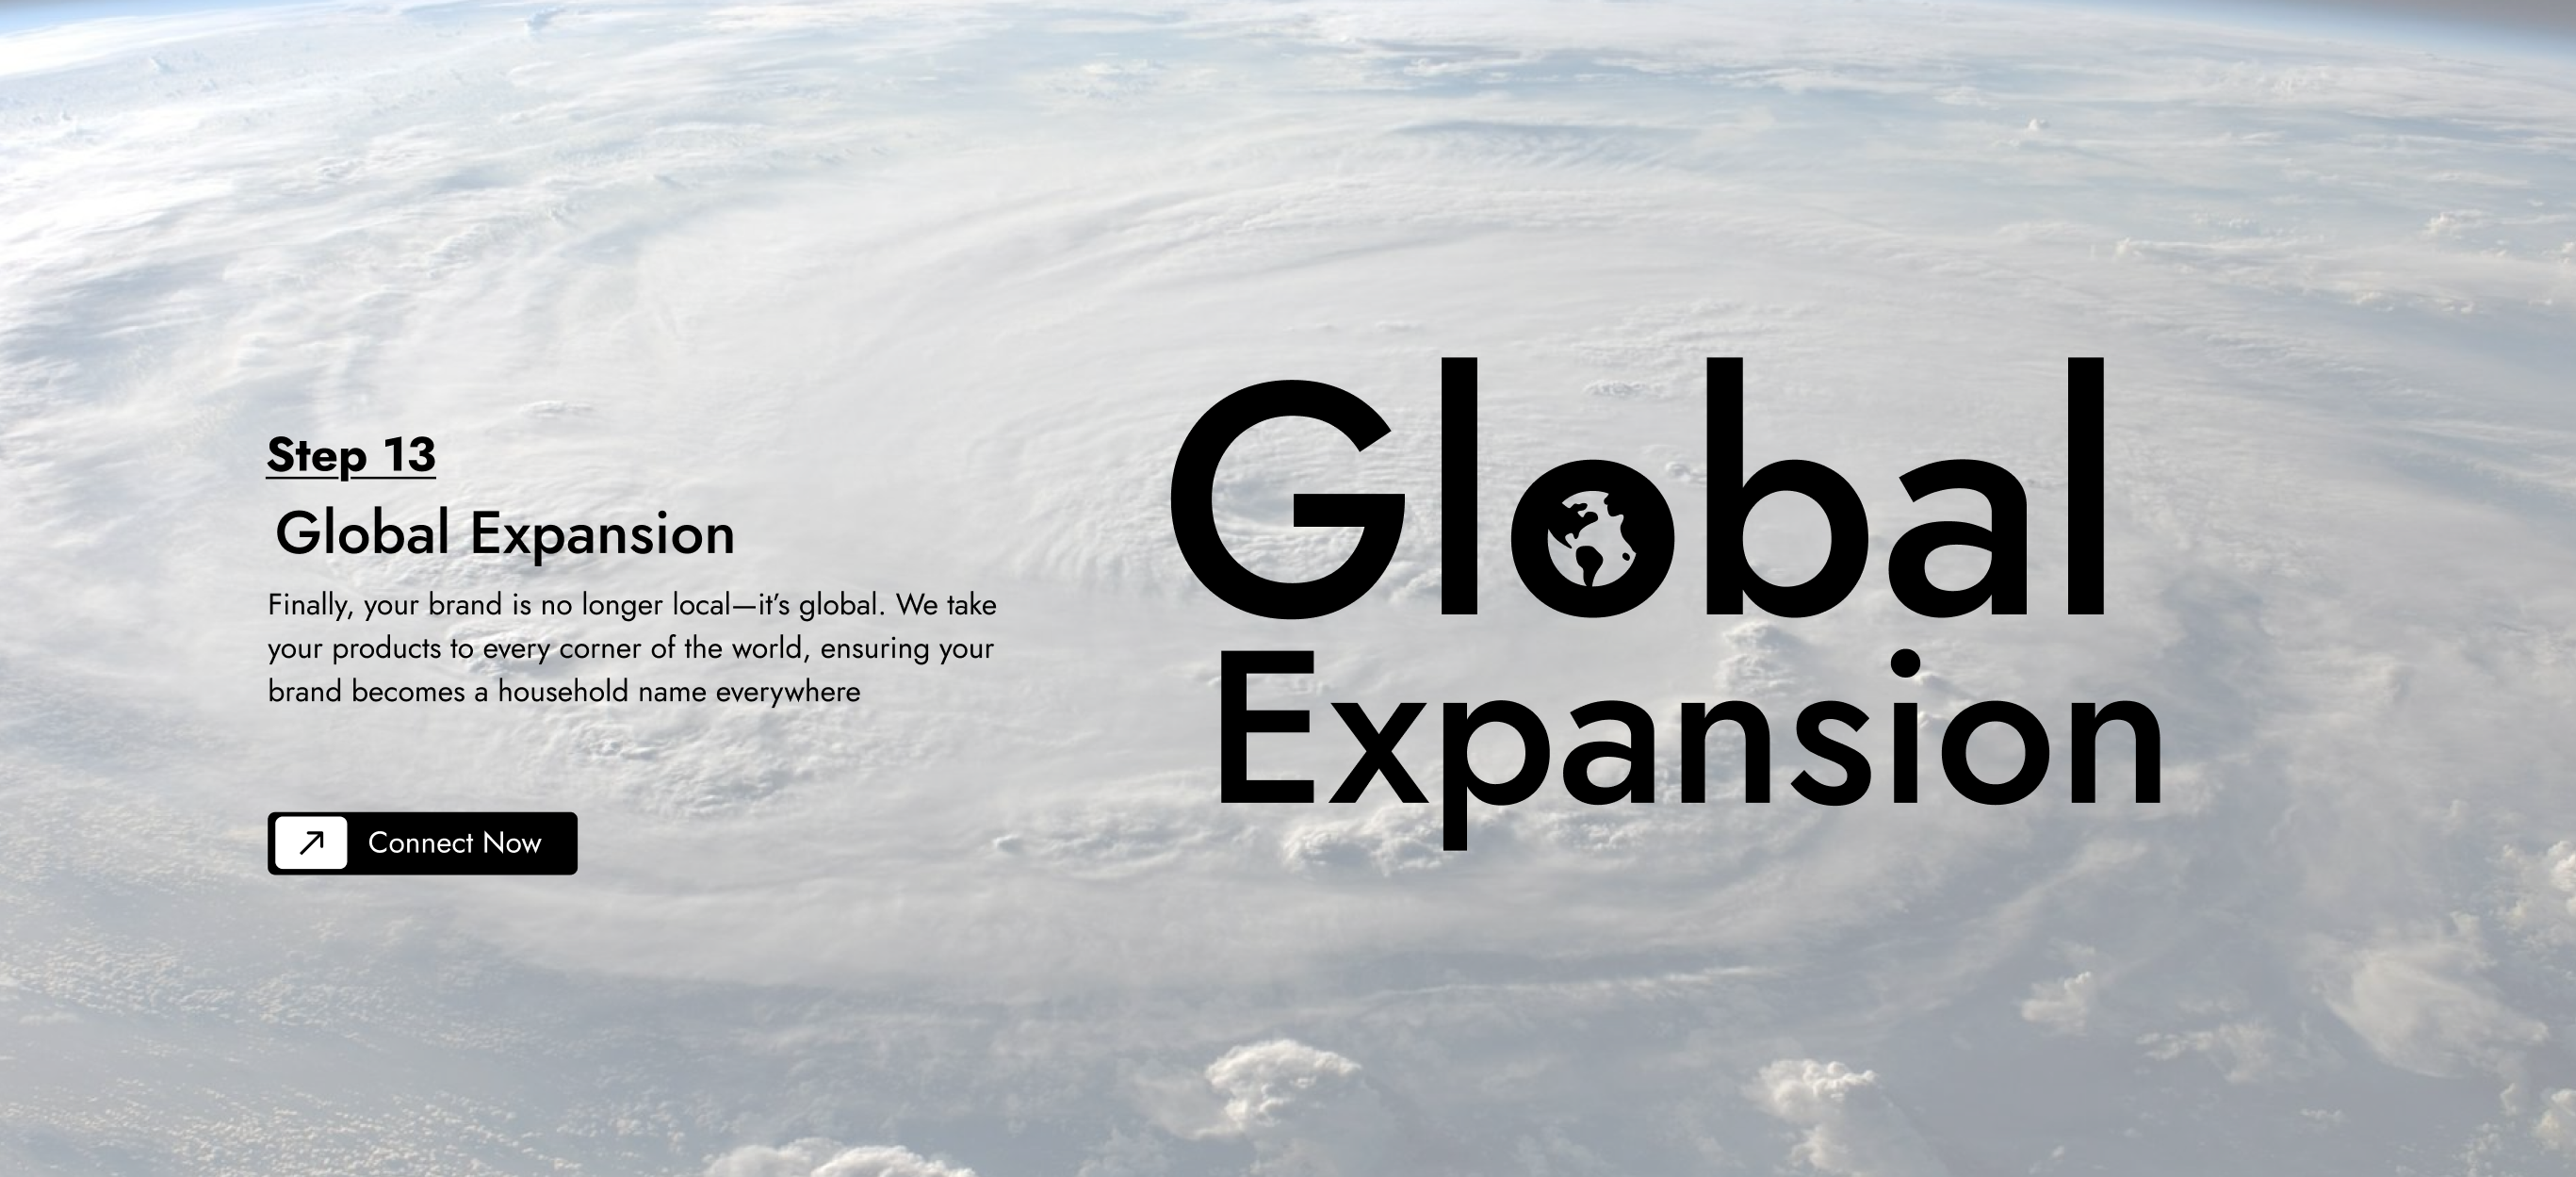 Step 13
Global Expansion
Finally, your brand is no longer local—it’s global. We take
your products to every corner of the world, ensuring your
brand becomes a household name everywhere
Connect Now
Global
Expansion